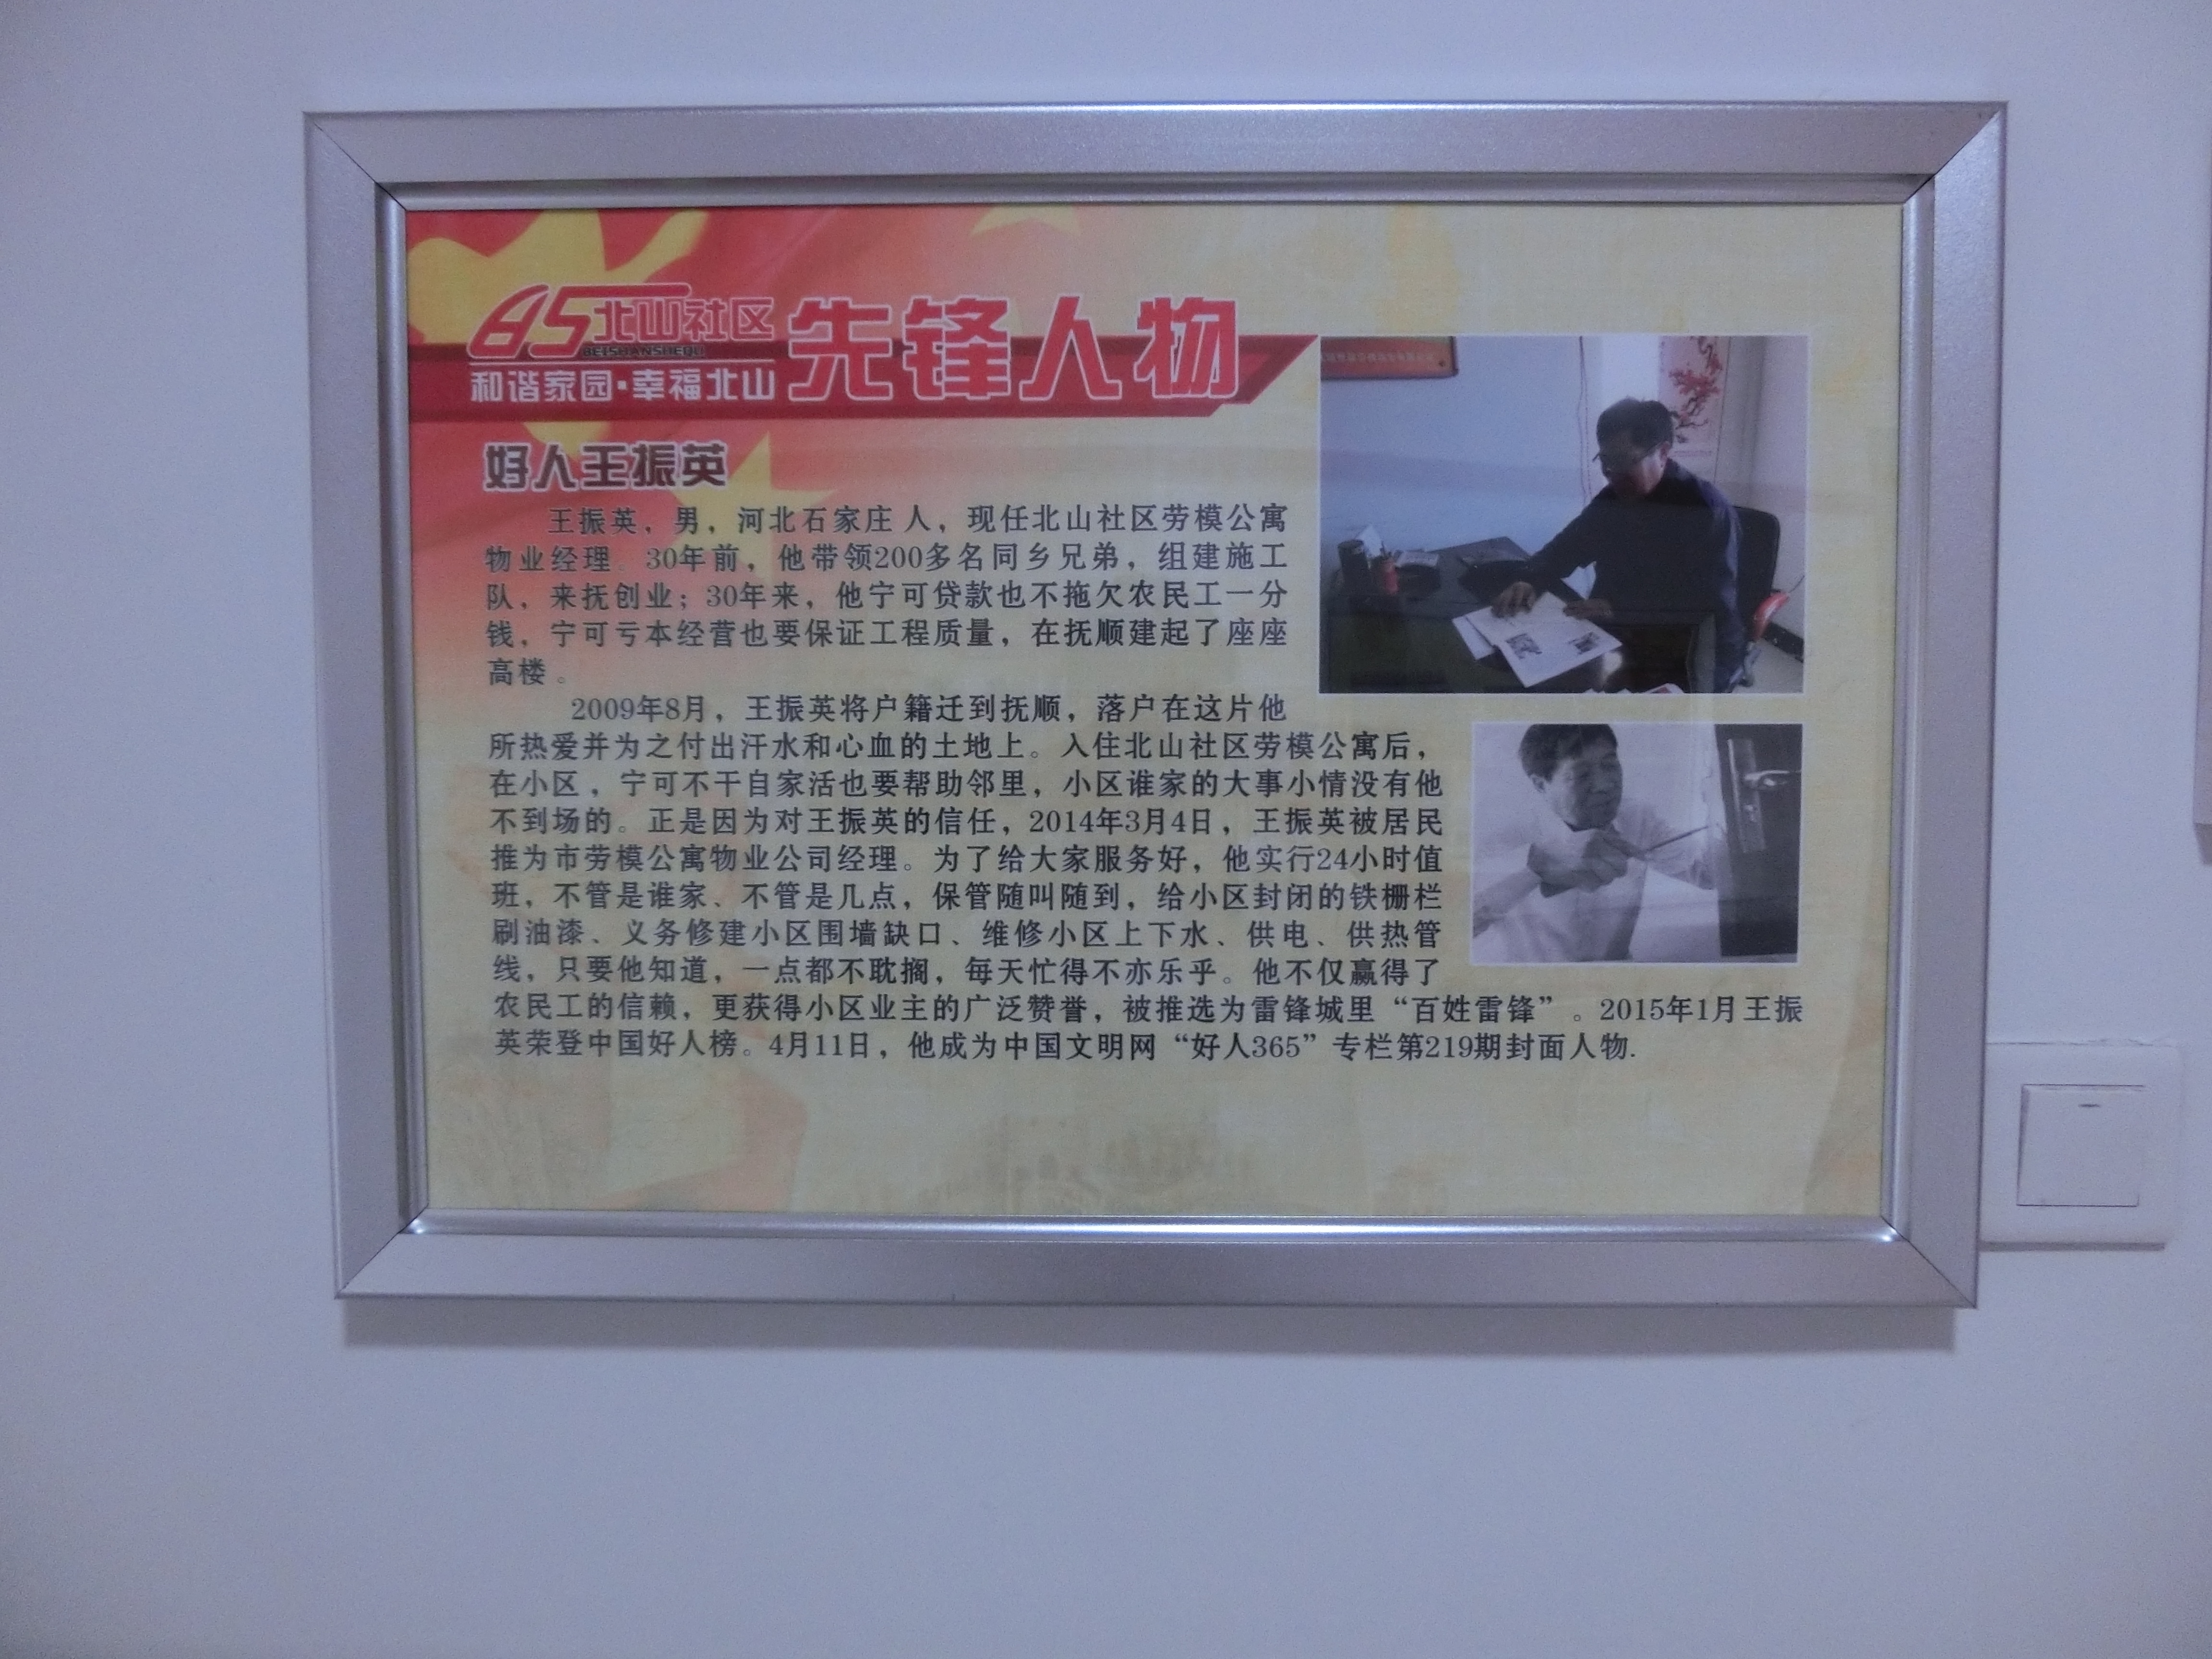 BS北山社区
BEISHANSHEQU
和谐家园·幸福北山
先锋人物
好人王振英
王振英，男，河北石家庄人，现任北山社区劳模公寓
物业经理。30年前，他带领200多名同乡兄弟，组建施工
队，来抚创业；30年来，他宁可贷款也不拖欠农民工一分
钱，宁可亏本经营也要保证工程质量，在抚顺建起了座座
高楼。
2009年8月，王振英将户籍迁到抚顺，落户在这片他
所热爱并为之付出汗水和心血的土地上。入住北山社区劳模公寓后，
在小区，宁可不干自家活也要帮助邻里，小区谁家的大事小情没有他
不到场的。正是因为对王振英的信任，2014年3月4日，王振英被居民
推为市劳模公寓物业公司经理。为了给大家服务好，他实行24小时值
班，不管是谁家、不管是几点，保管随叫随到，给小区封闭的铁栅栏
刷油漆、义务修建小区围墙缺口、维修小区上下水、供电、供热管
线，只要他知道，一点都不耽搁，每天忙得不亦乐乎。他不仅赢得了
农民工的信赖，更获得小区业主的广泛赞誉，被推选为雷锋城里“百姓雷锋”。2015年1月王振
英荣登中国好人榜。4月11日，他成为中国文明网“好人365”专栏第219期封面人物.